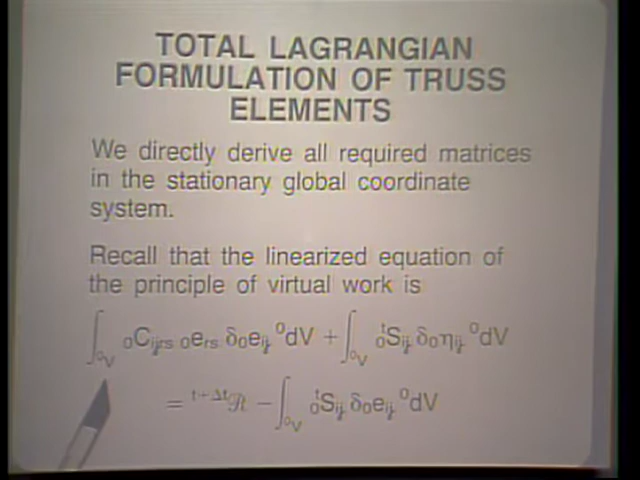 TOTAL LAGRANGIAN
FORMULATION OF TRUSS
ELEMENTS
We directly derive all required matrices
in the stationary global coordinate
system.
Recall that the linearized equation of
the principle of virtual work is
∫₀V ₀Cᵢⱼᵣₛ ₀eᵣₛ δ₀eᵢⱼ ⁰dV + ∫₀V ᵗ₀Sᵢⱼ δ₀ηᵢⱼ ⁰dV
= ᵗ⁺Δᵗℛ − ∫₀V ᵗ₀Sᵢⱼ δ₀eᵢⱼ ⁰dV